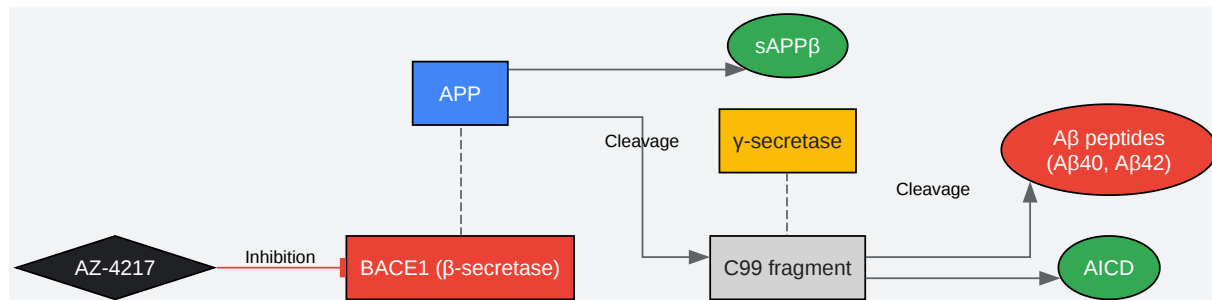 sAPPβ
APP
Cleavage
γ-secretase
Aβ peptides
(Aβ40, Aβ42)
Cleavage
AZ-4217
Inhibition
BACE1 (β-secretase)
C99 fragment
AICD